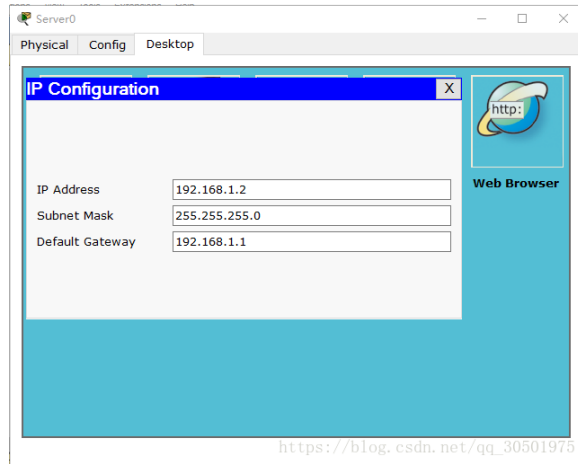 Server0
Physical Config Desktop
IP Configuration X
http:
Web Browser
IP Address 192.168.1.2
Subnet Mask 255.255.255.0
Default Gateway 192.168.1.1
https://blog.csdn.net/qq_30501975